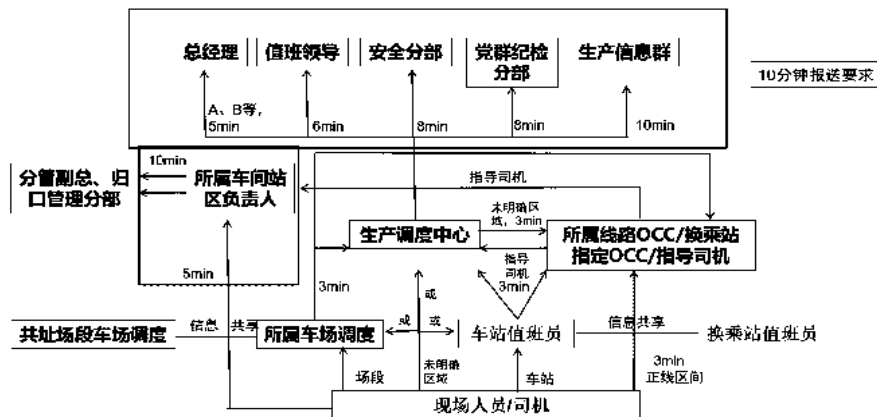 总经理
值班领导
安全分部
党群纪检
分部
生产信息群
10分钟报送要求
A、B等，
5min
6min
8min
8min
10min
10min
分管副总、归
口管理分部
所属车间站
区负责人
指导司机
生产调度中心
未明确区
域，3min
所属线路OCC/换乘站
指定OCC/指导司机
指导
司机
3min
5min
3min
或
共址场段车场调度
信息 共享
所属车场调度
或
或
车站值班员
信息共享
换乘站值班员
场段
未明确
区域
车站
3min
正线区间
现场人员/司机